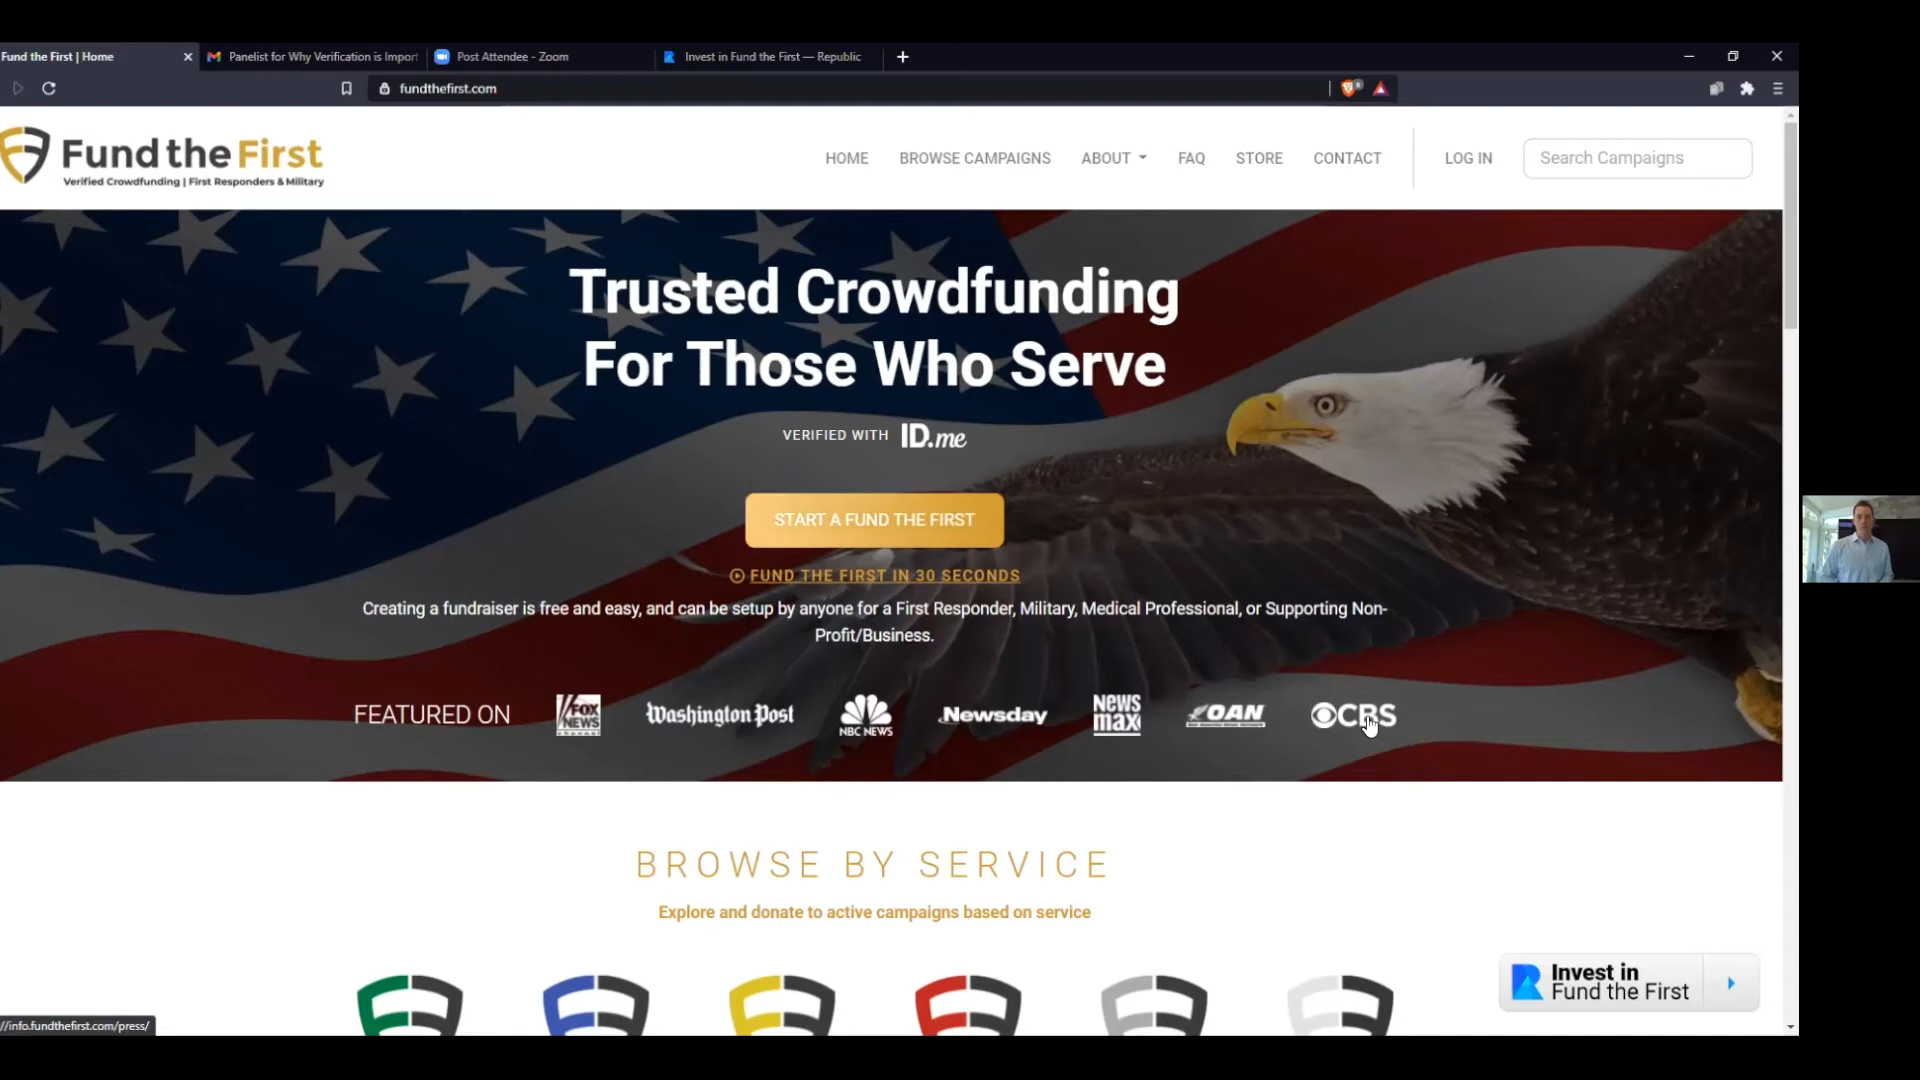 Fund the First | Home
Panelist for Why Verification is Impor
Post Attendee - Zoom
Invest in Fund the First — Republic
fundthefirst.com
Fund the First
Verified Crowdfunding | First Responders & Military
HOME
BROWSE CAMPAIGNS
ABOUT
FAQ
STORE
CONTACT
LOG IN
Search Campaigns
Trusted Crowdfunding
For Those Who Serve
VERIFIED WITH ID.me
START A FUND THE FIRST
FUND THE FIRST IN 30 SECONDS
Creating a fundraiser is free and easy, and can be setup by anyone for a First Responder, Military, Medical Professional, or Supporting Non-
Profit/Business.
FEATURED ON
FOX
NEWS
channel
Washington Post
NBC NEWS
Newsday
NEWS
max
OAN
CBS
BROWSE BY SERVICE
Explore and donate to active campaigns based on service
Invest in
Fund the First
//info.fundthefirst.com/press/